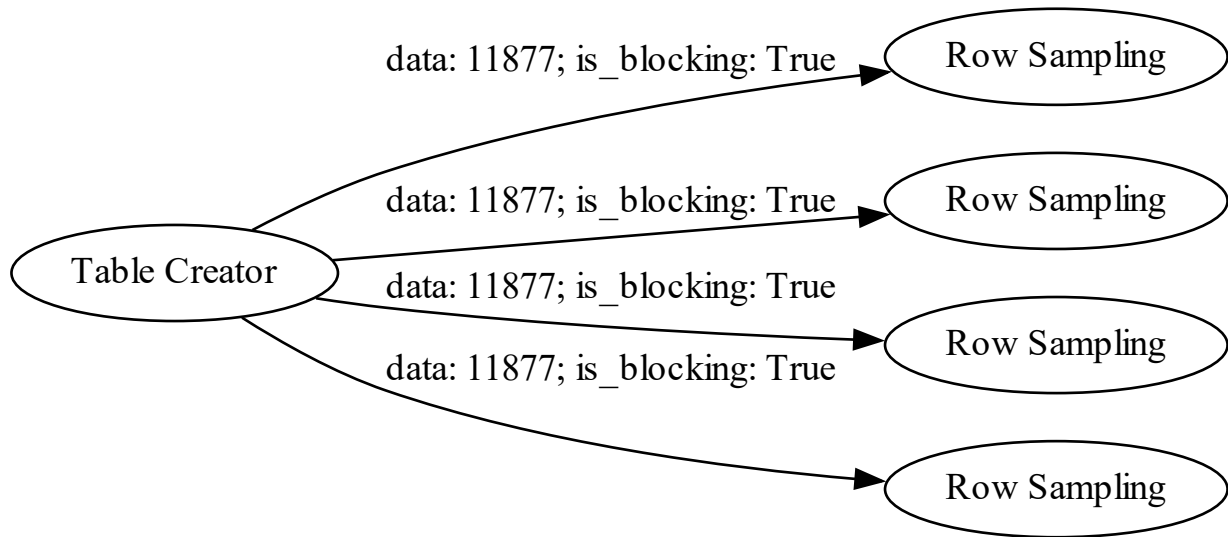 data: 11877; is_blocking: True
Row Sampling
data: 11877; is_blocking: True
Row Sampling
Table Creator
data: 11877; is_blocking: True
Row Sampling
data: 11877; is_blocking: True
Row Sampling